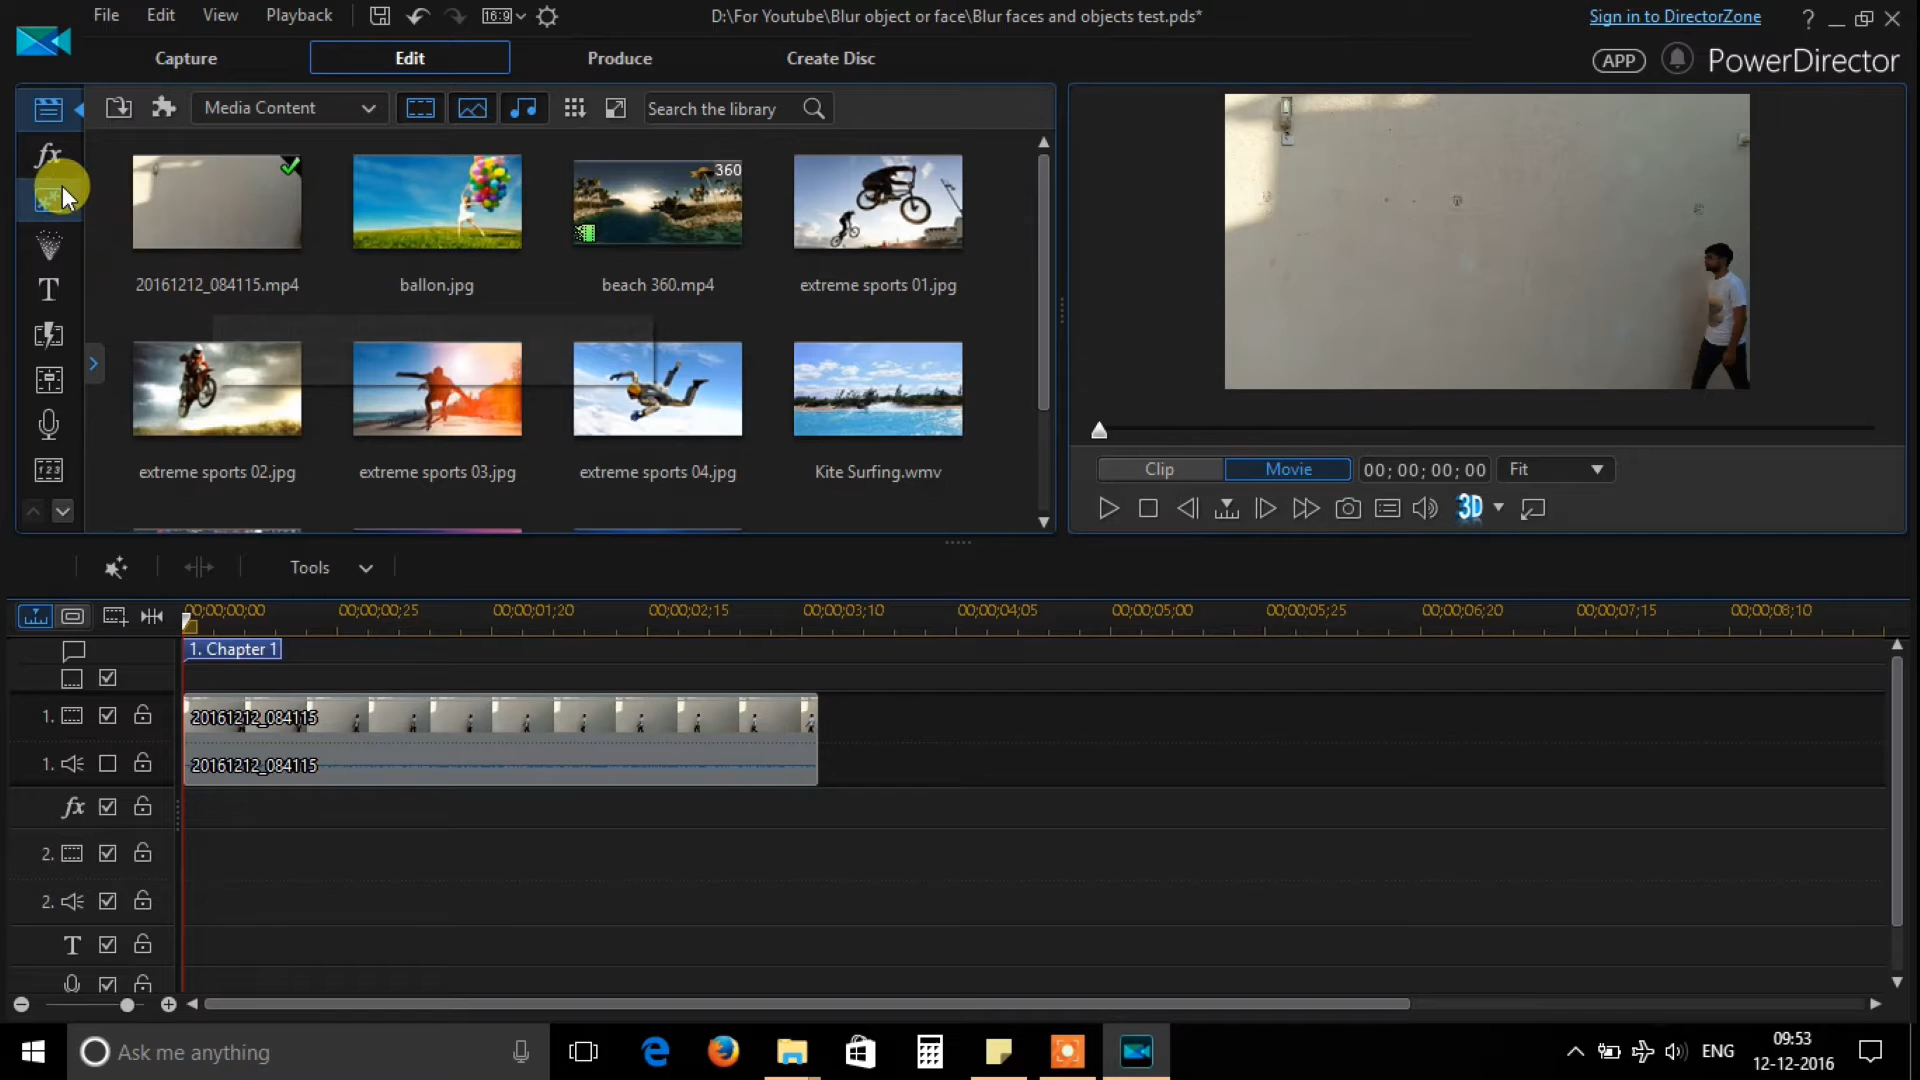 File Edit View Playback 16:9 D:\For Youtube\Blur object or face\Blur faces and objects test.pds* Sign in to DirectorZone ?
Capture Edit Produce Create Disc APP PowerDirector
Media Content Search the library
fx
360
20161212_084115.mp4 ballon.jpg beach 360.mp4 extreme sports 01.jpg
T
extreme sports 02.jpg extreme sports 03.jpg extreme sports 04.jpg Kite Surfing.wmv
123
Clip Movie 00; 00; 00; 00 Fit
3D
Tools
00;00;00;00 00;00;00;25 00;00;01;20 00;00;02;15 00;00;03;10 00;00;04;05 00;00;05;00 00;00;05;25 00;00;06;20 00;00;07;15 00;00;08;10
1. Chapter 1
1. 20161212_084115
1. 20161212_084115
fx
2.
2.
T
Ask me anything ENG 09:53
12-12-2016